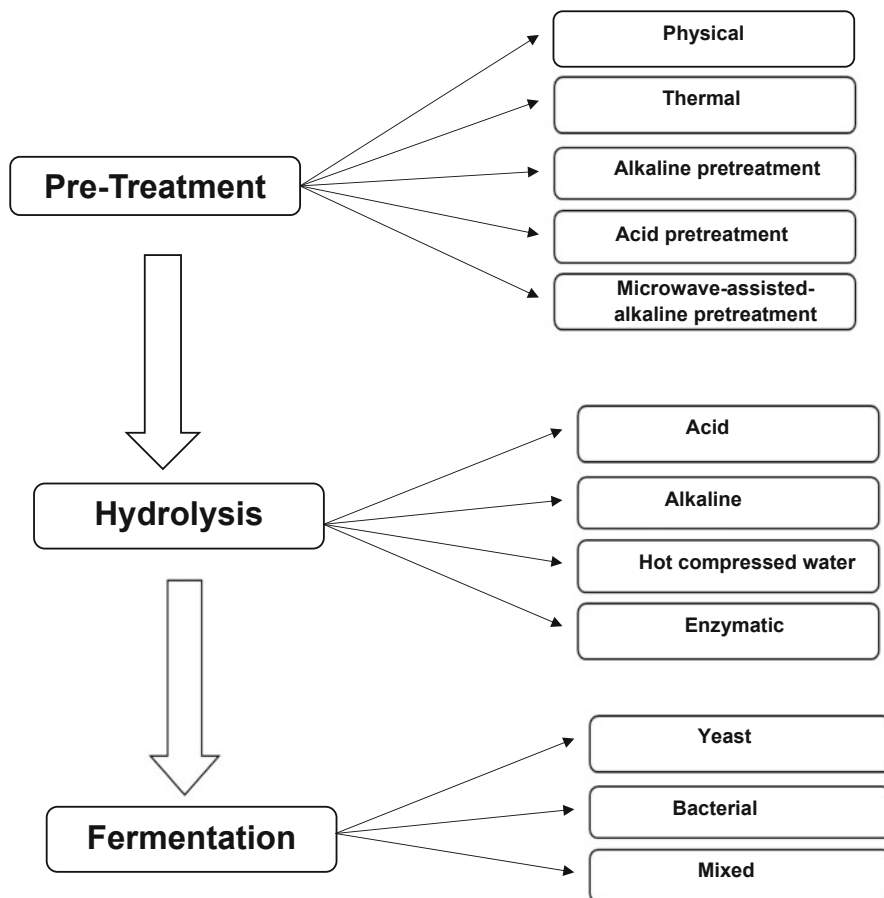 Pre-Treatment
Physical
Thermal
Alkaline pretreatment
Acid pretreatment
Microwave-assisted-
alkaline pretreatment
Hydrolysis
Acid
Alkaline
Hot compressed water
Enzymatic
Fermentation
Yeast
Bacterial
Mixed